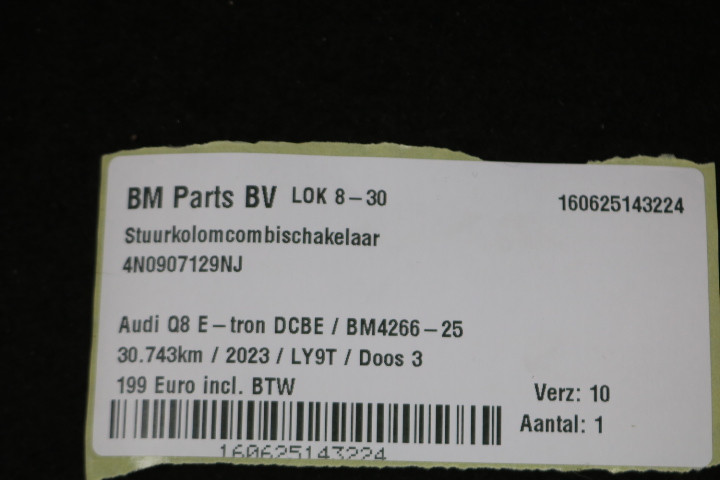 BM Parts BV LOK 8-30 160625143224
Stuurkolomcombischakelaar
4N0907129NJ
Audi Q8 E-tron DCBE / BM4266-25
30.743km / 2023 / LY9T / Doos 3
199 Euro incl. BTW
Verz: 10
Aantal: 1
160625143224